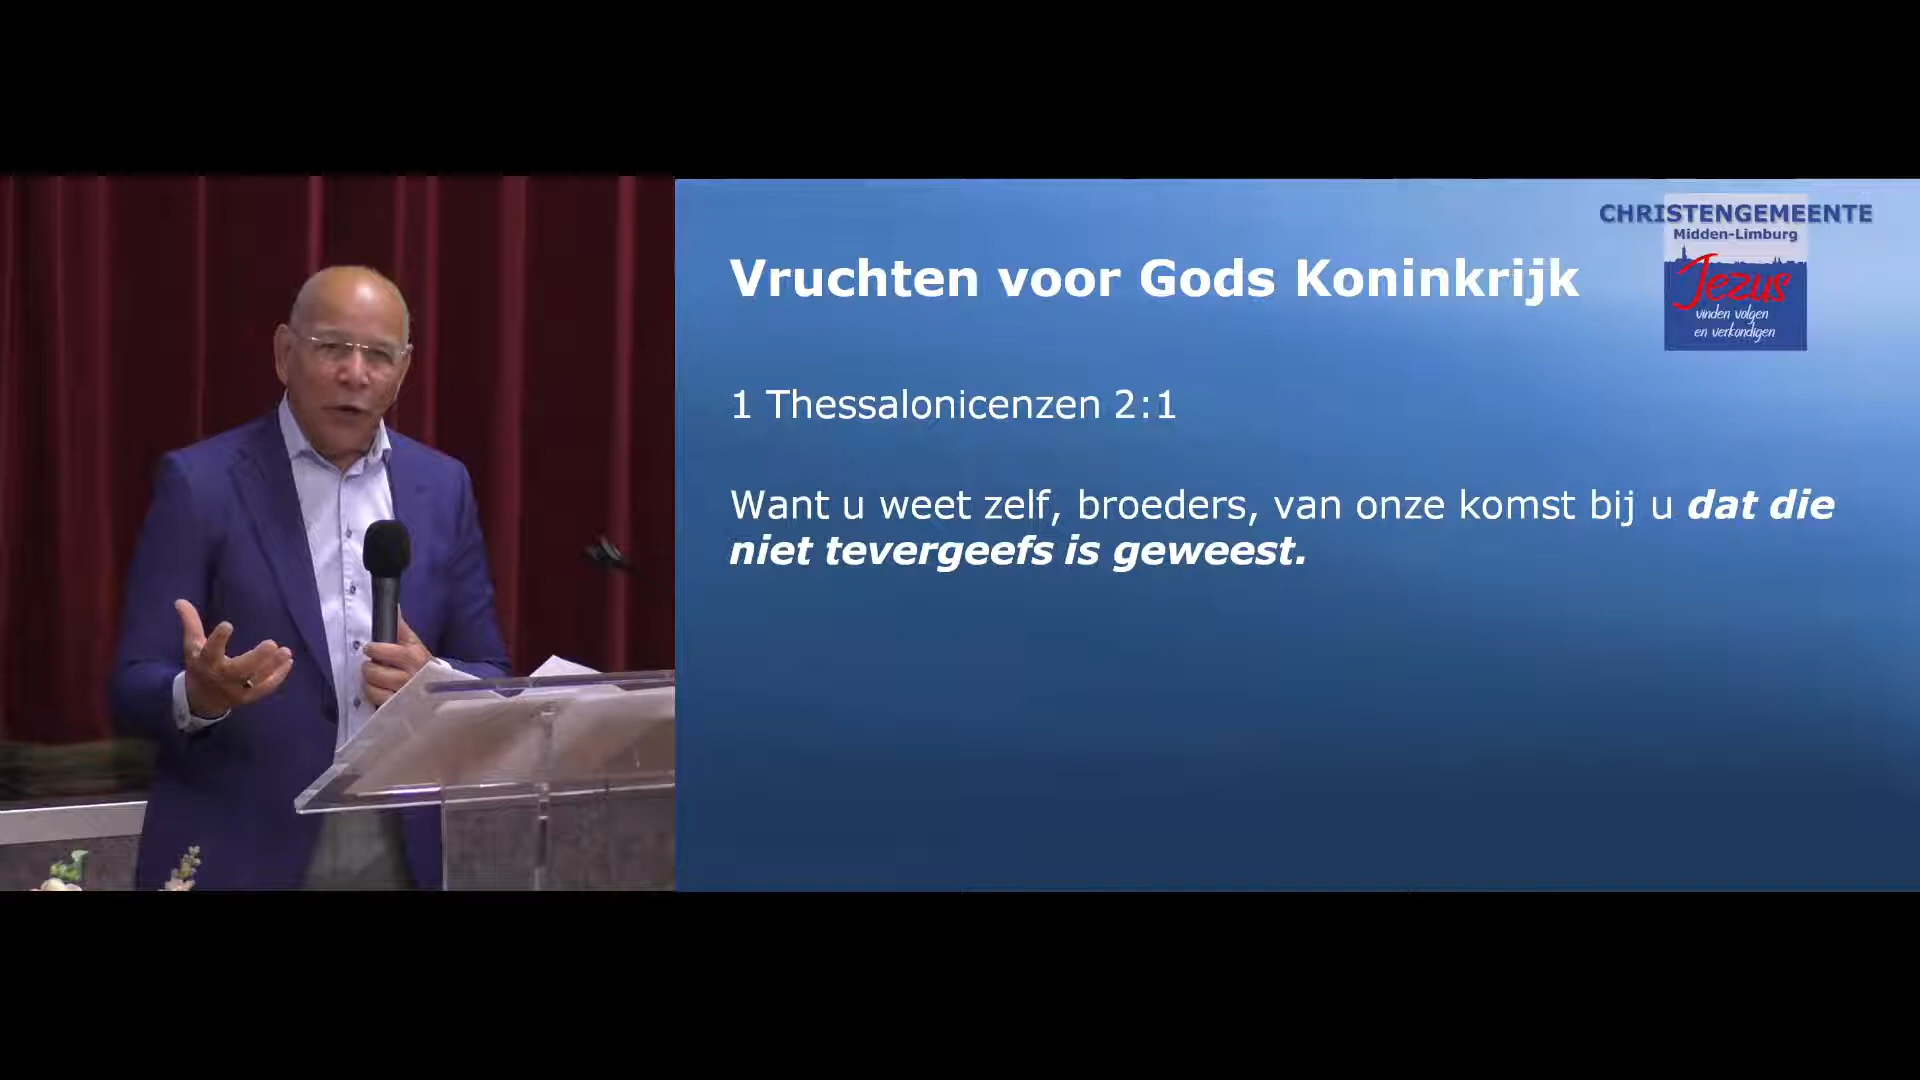 CHRISTENGEMEENTE
Midden-Limburg
Jezus
vinden volgen
en verkondigen
Vruchten voor Gods Koninkrijk
1 Thessalonicenzen 2:1
Want u weet zelf, broeders, van onze komst bij u dat die
niet tevergeefs is geweest.